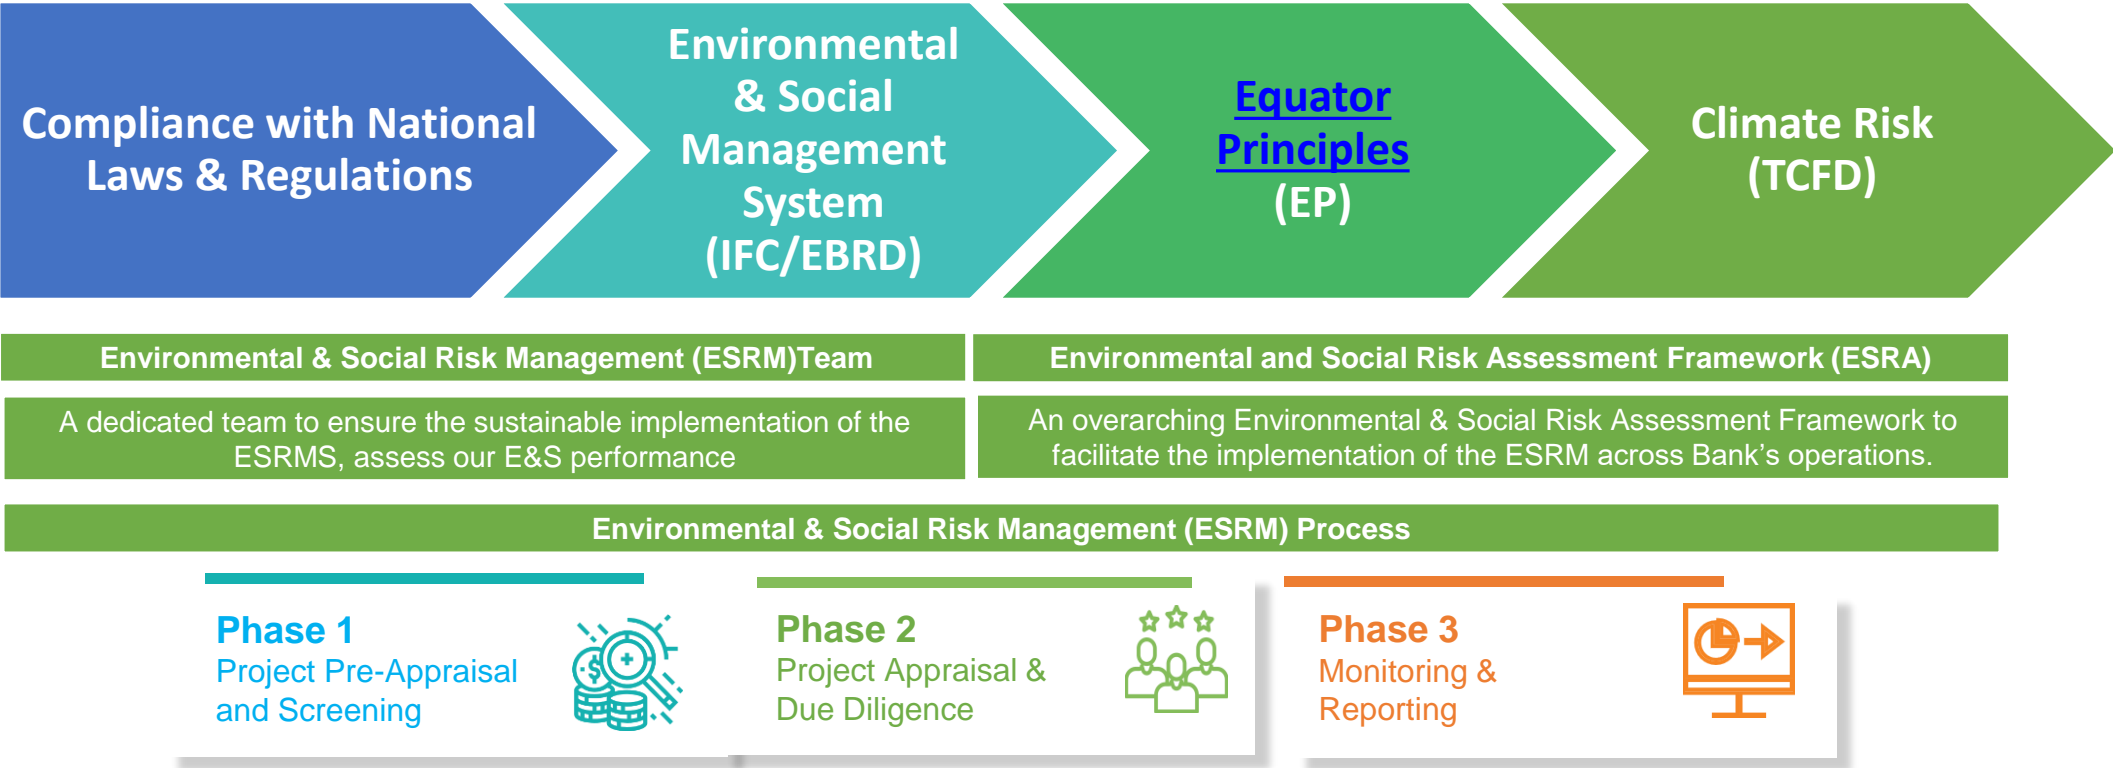 Compliance with National
Laws & Regulations
Environmental
& Social
Management
System
(IFC/EBRD)
Equator
Principles
(EP)
Climate Risk
(TCFD)
Environmental & Social Risk Management (ESRM)Team
A dedicated team to ensure the sustainable implementation of the
ESRMS, assess our E&S performance
Environmental and Social Risk Assessment Framework (ESRA)
An overarching Environmental & Social Risk Assessment Framework to
facilitate the implementation of the ESRM across Bank's operations.
Environmental & Social Risk Management (ESRM) Process
Phase 1
Project Pre-Appraisal
and Screening
Phase 2
Project Appraisal &
Due Diligence
Phase 3
Monitoring &
Reporting